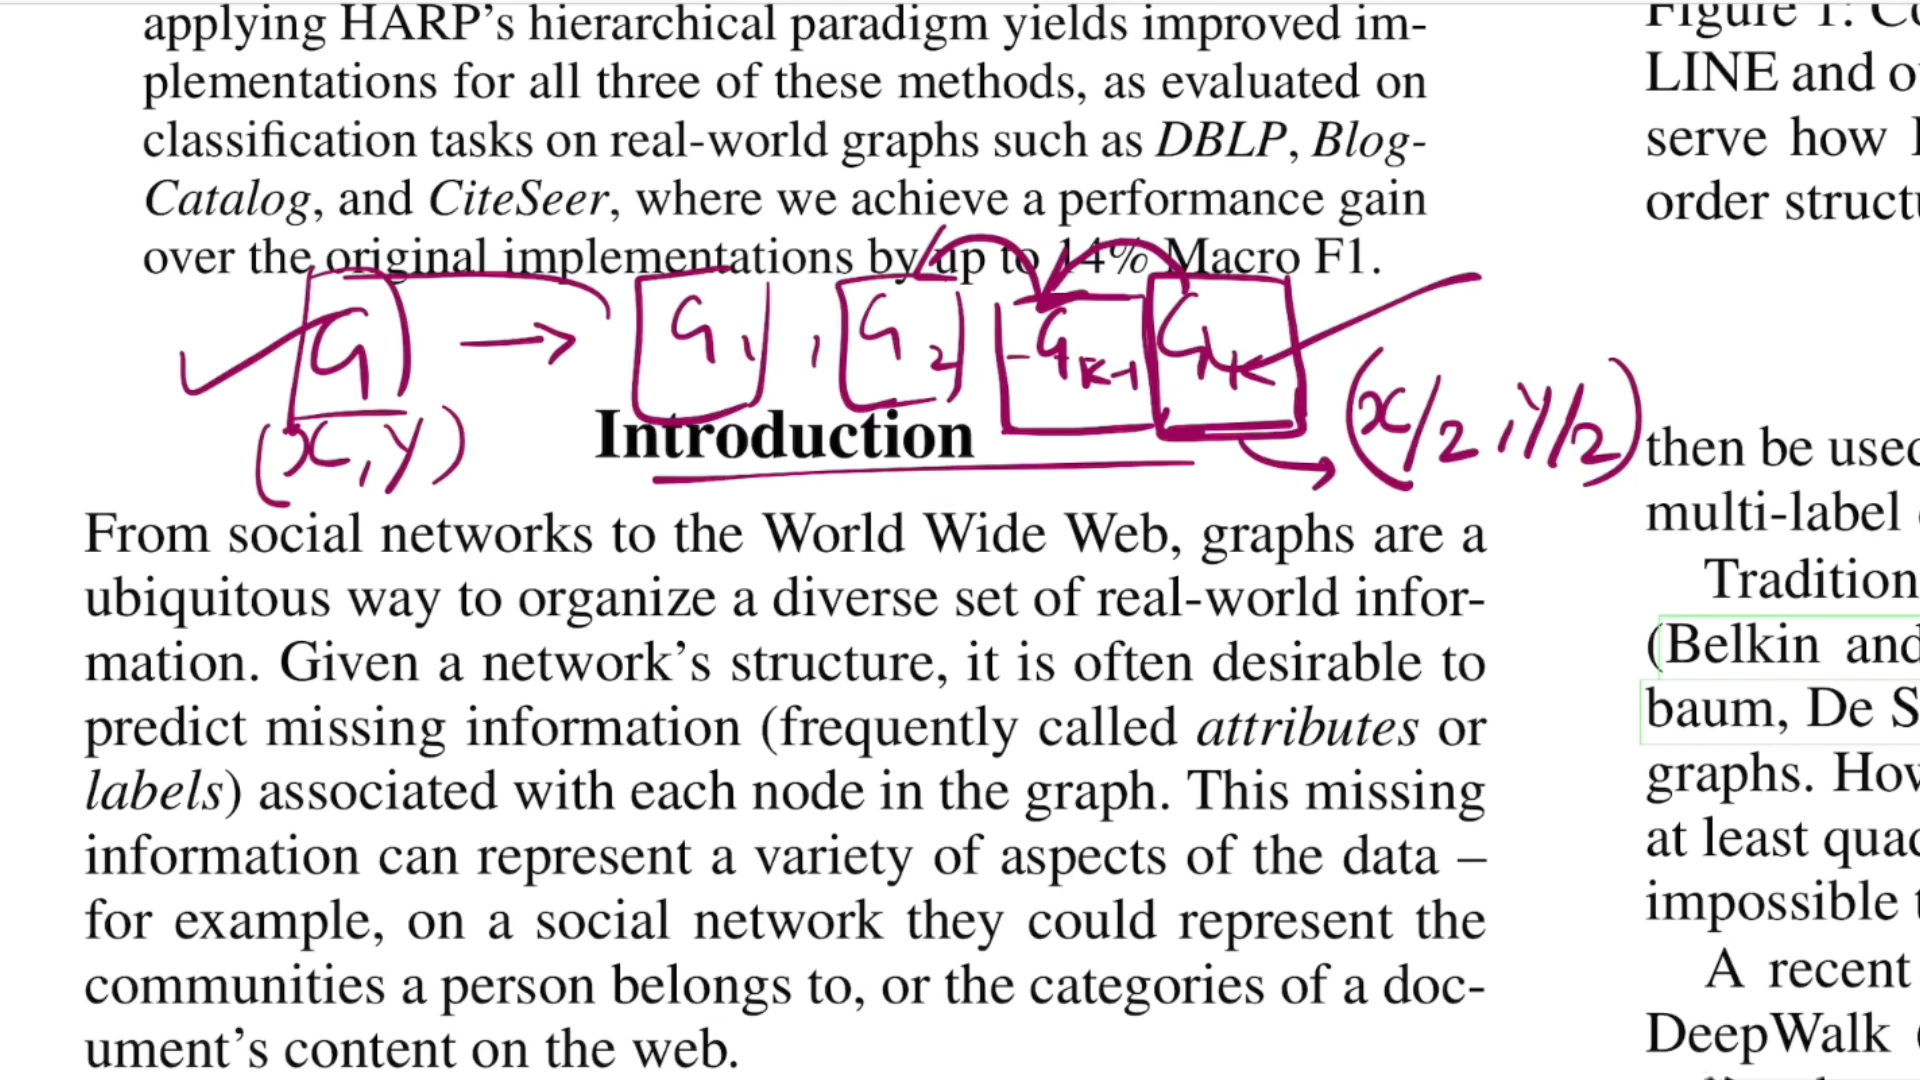 applying HARP’s hierarchical paradigm yields improved im-
plementations for all three of these methods, as evaluated on
classification tasks on real-world graphs such as DBLP, Blog-
Catalog, and CiteSeer, where we achieve a performance gain
over the original implementations by up to 14% Macro F1.
G → G1 , G2 - GK-1 GK
(x, y)
(x/2, y/2)
Introduction
From social networks to the World Wide Web, graphs are a
ubiquitous way to organize a diverse set of real-world infor-
mation. Given a network’s structure, it is often desirable to
predict missing information (frequently called attributes or
labels) associated with each node in the graph. This missing
information can represent a variety of aspects of the data –
for example, on a social network they could represent the
communities a person belongs to, or the categories of a doc-
ument’s content on the web.
Figure 1: Co
LINE and o
serve how
order struct
then be used
multi-label
Tradition
(Belkin and
baum, De S
graphs. How
at least quad
impossible t
A recent
DeepWalk (